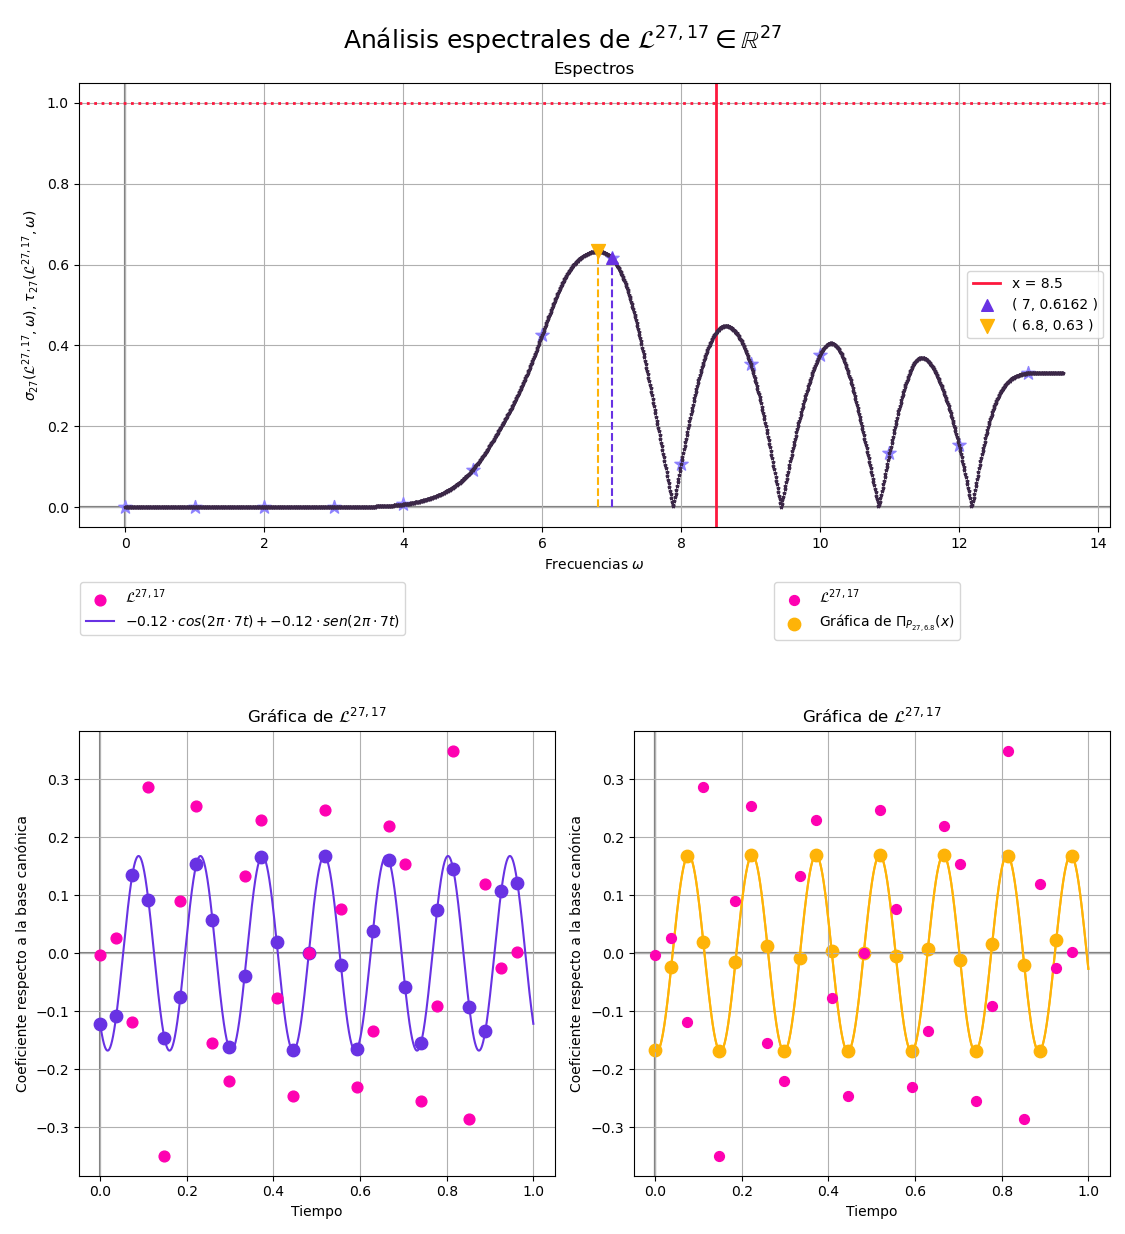 Análisis espectrales de 𝓛^{27,17} ∈ ℝ^{27}
Espectros
1.0
0.8
0.6
0.4
0.2
0.0
σ_{27}(𝓛^{27,17}, ω), τ_{27}(𝓛^{27,17}, ω)
x = 8.5
( 7, 0.6162 )
( 6.8, 0.63 )
0 2 4 6 8 10 12 14
Frecuencias ω
𝓛^{27,17}
−0.12 · cos(2π · 7t) + −0.12 · sen(2π · 7t)
𝓛^{27,17}
Gráfica de Π_{P_{27,6.8}}(x)
Gráfica de 𝓛^{27,17}
0.3
0.2
0.1
0.0
−0.1
−0.2
−0.3
Coeficiente respecto a la base canónica
0.0 0.2 0.4 0.6 0.8 1.0
Tiempo
Gráfica de 𝓛^{27,17}
0.3
0.2
0.1
0.0
−0.1
−0.2
−0.3
Coeficiente respecto a la base canónica
0.0 0.2 0.4 0.6 0.8 1.0
Tiempo